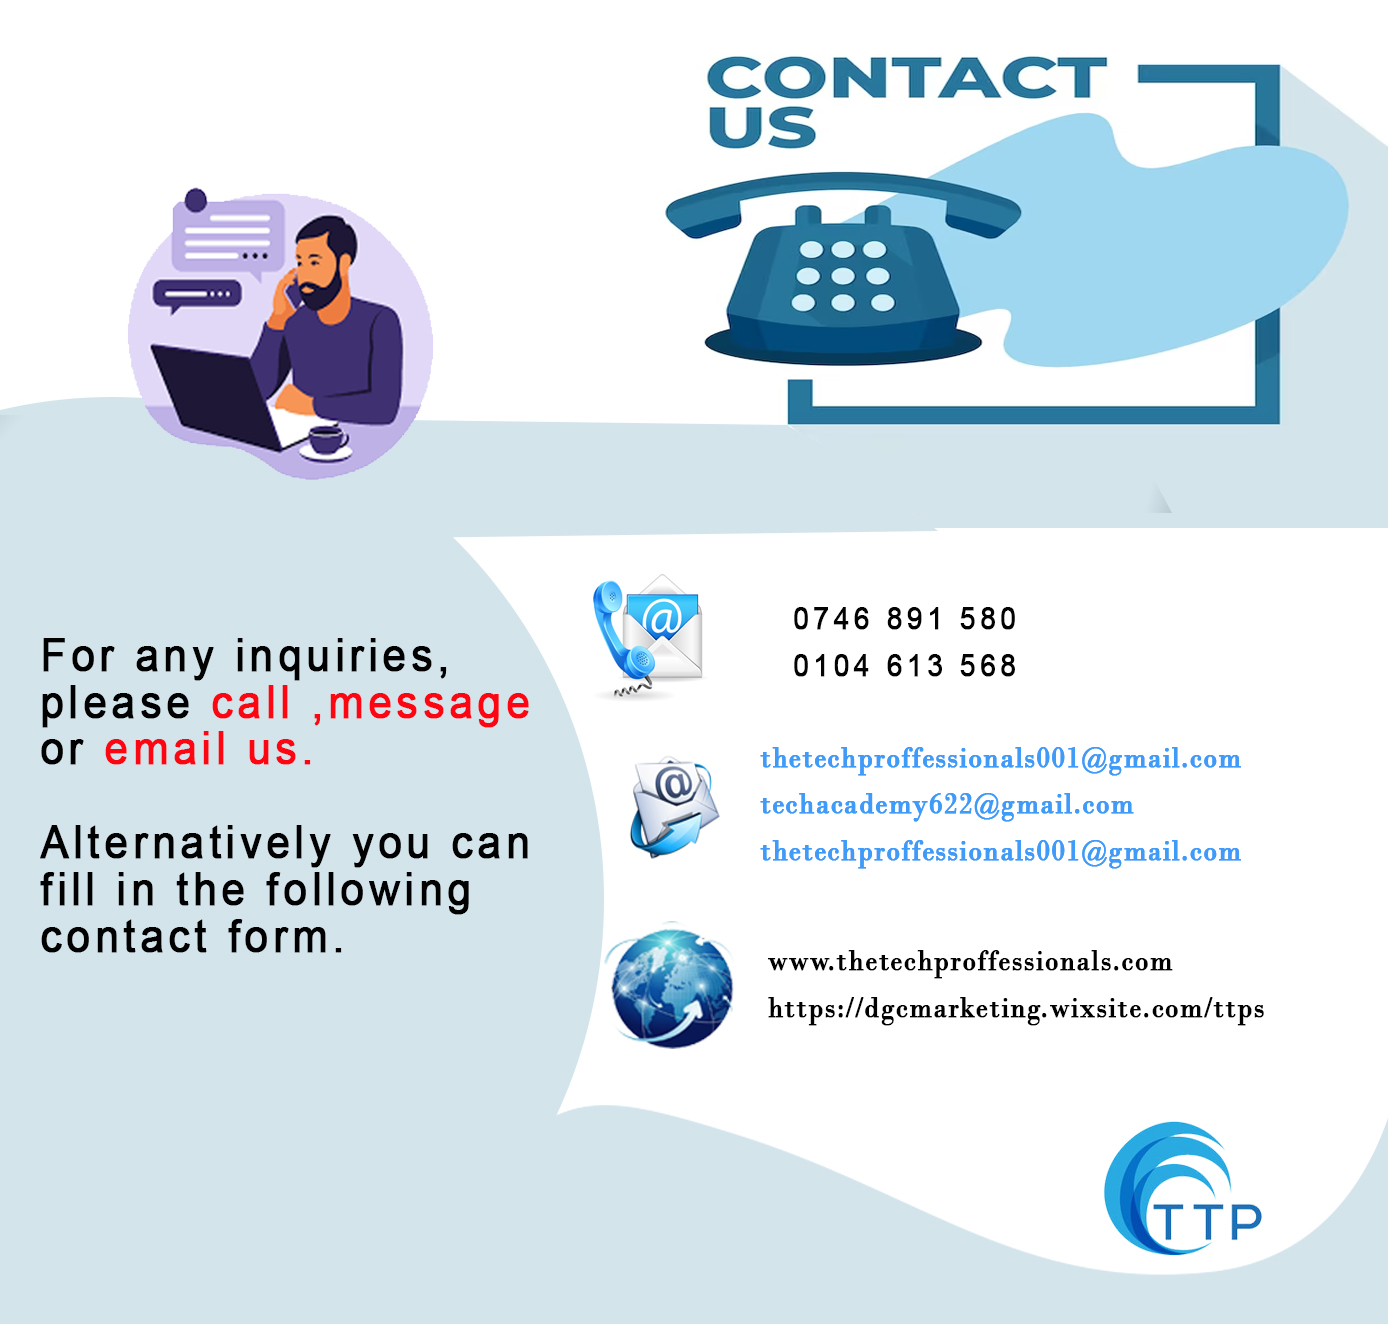 CONTACT
US
For any inquiries,
please call ,message
or email us.
Alternatively you can
fill in the following
contact form.
0746 891 580
0104 613 568
thetechproffessionals001@gmail.com
techacademy622@gmail.com
thetechproffessionals001@gmail.com
www.thetechproffessionals.com
https://dgcmarketing.wixsite.com/ttps
TTP